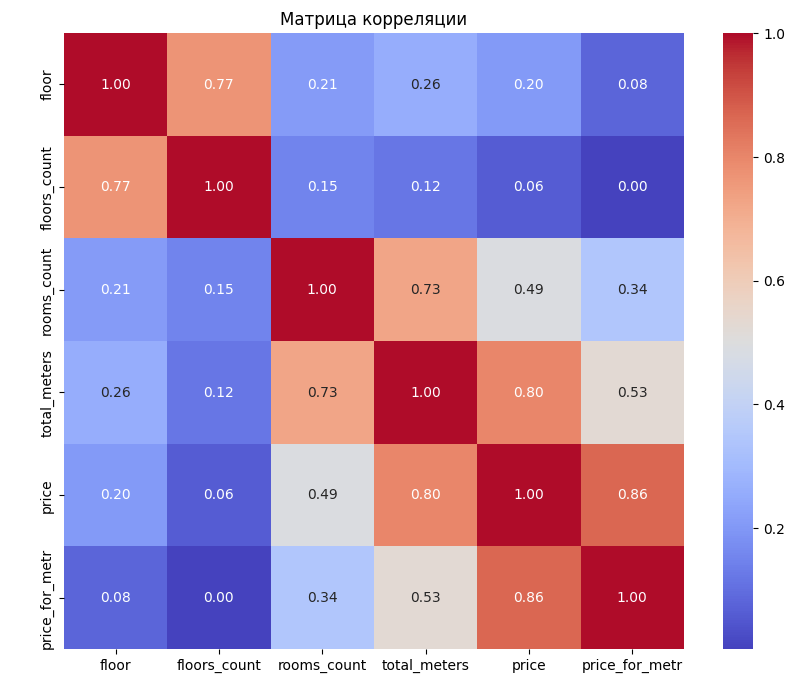 Матрица корреляции
floor 1.00 0.77 0.21 0.26 0.20 0.08
floors_count 0.77 1.00 0.15 0.12 0.06 0.00
rooms_count 0.21 0.15 1.00 0.73 0.49 0.34
total_meters 0.26 0.12 0.73 1.00 0.80 0.53
price 0.20 0.06 0.49 0.80 1.00 0.86
price_for_metr 0.08 0.00 0.34 0.53 0.86 1.00
floor floors_count rooms_count total_meters price price_for_metr
1.0
0.8
0.6
0.4
0.2